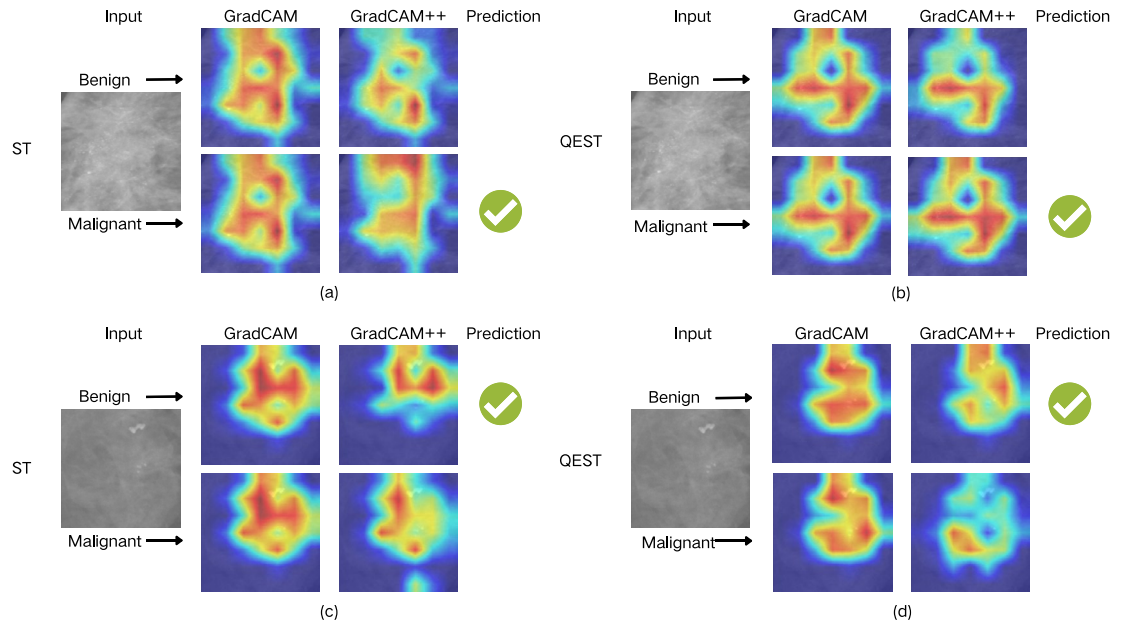 Input GradCAM GradCAM++ Prediction
Benign
ST
Malignant
(a)
Input GradCAM GradCAM++ Prediction
Benign
QEST
Malignant
(b)
Input GradCAM GradCAM++ Prediction
Benign
ST
Malignant
(c)
Input GradCAM GradCAM++ Prediction
Benign
QEST
Malignant
(d)